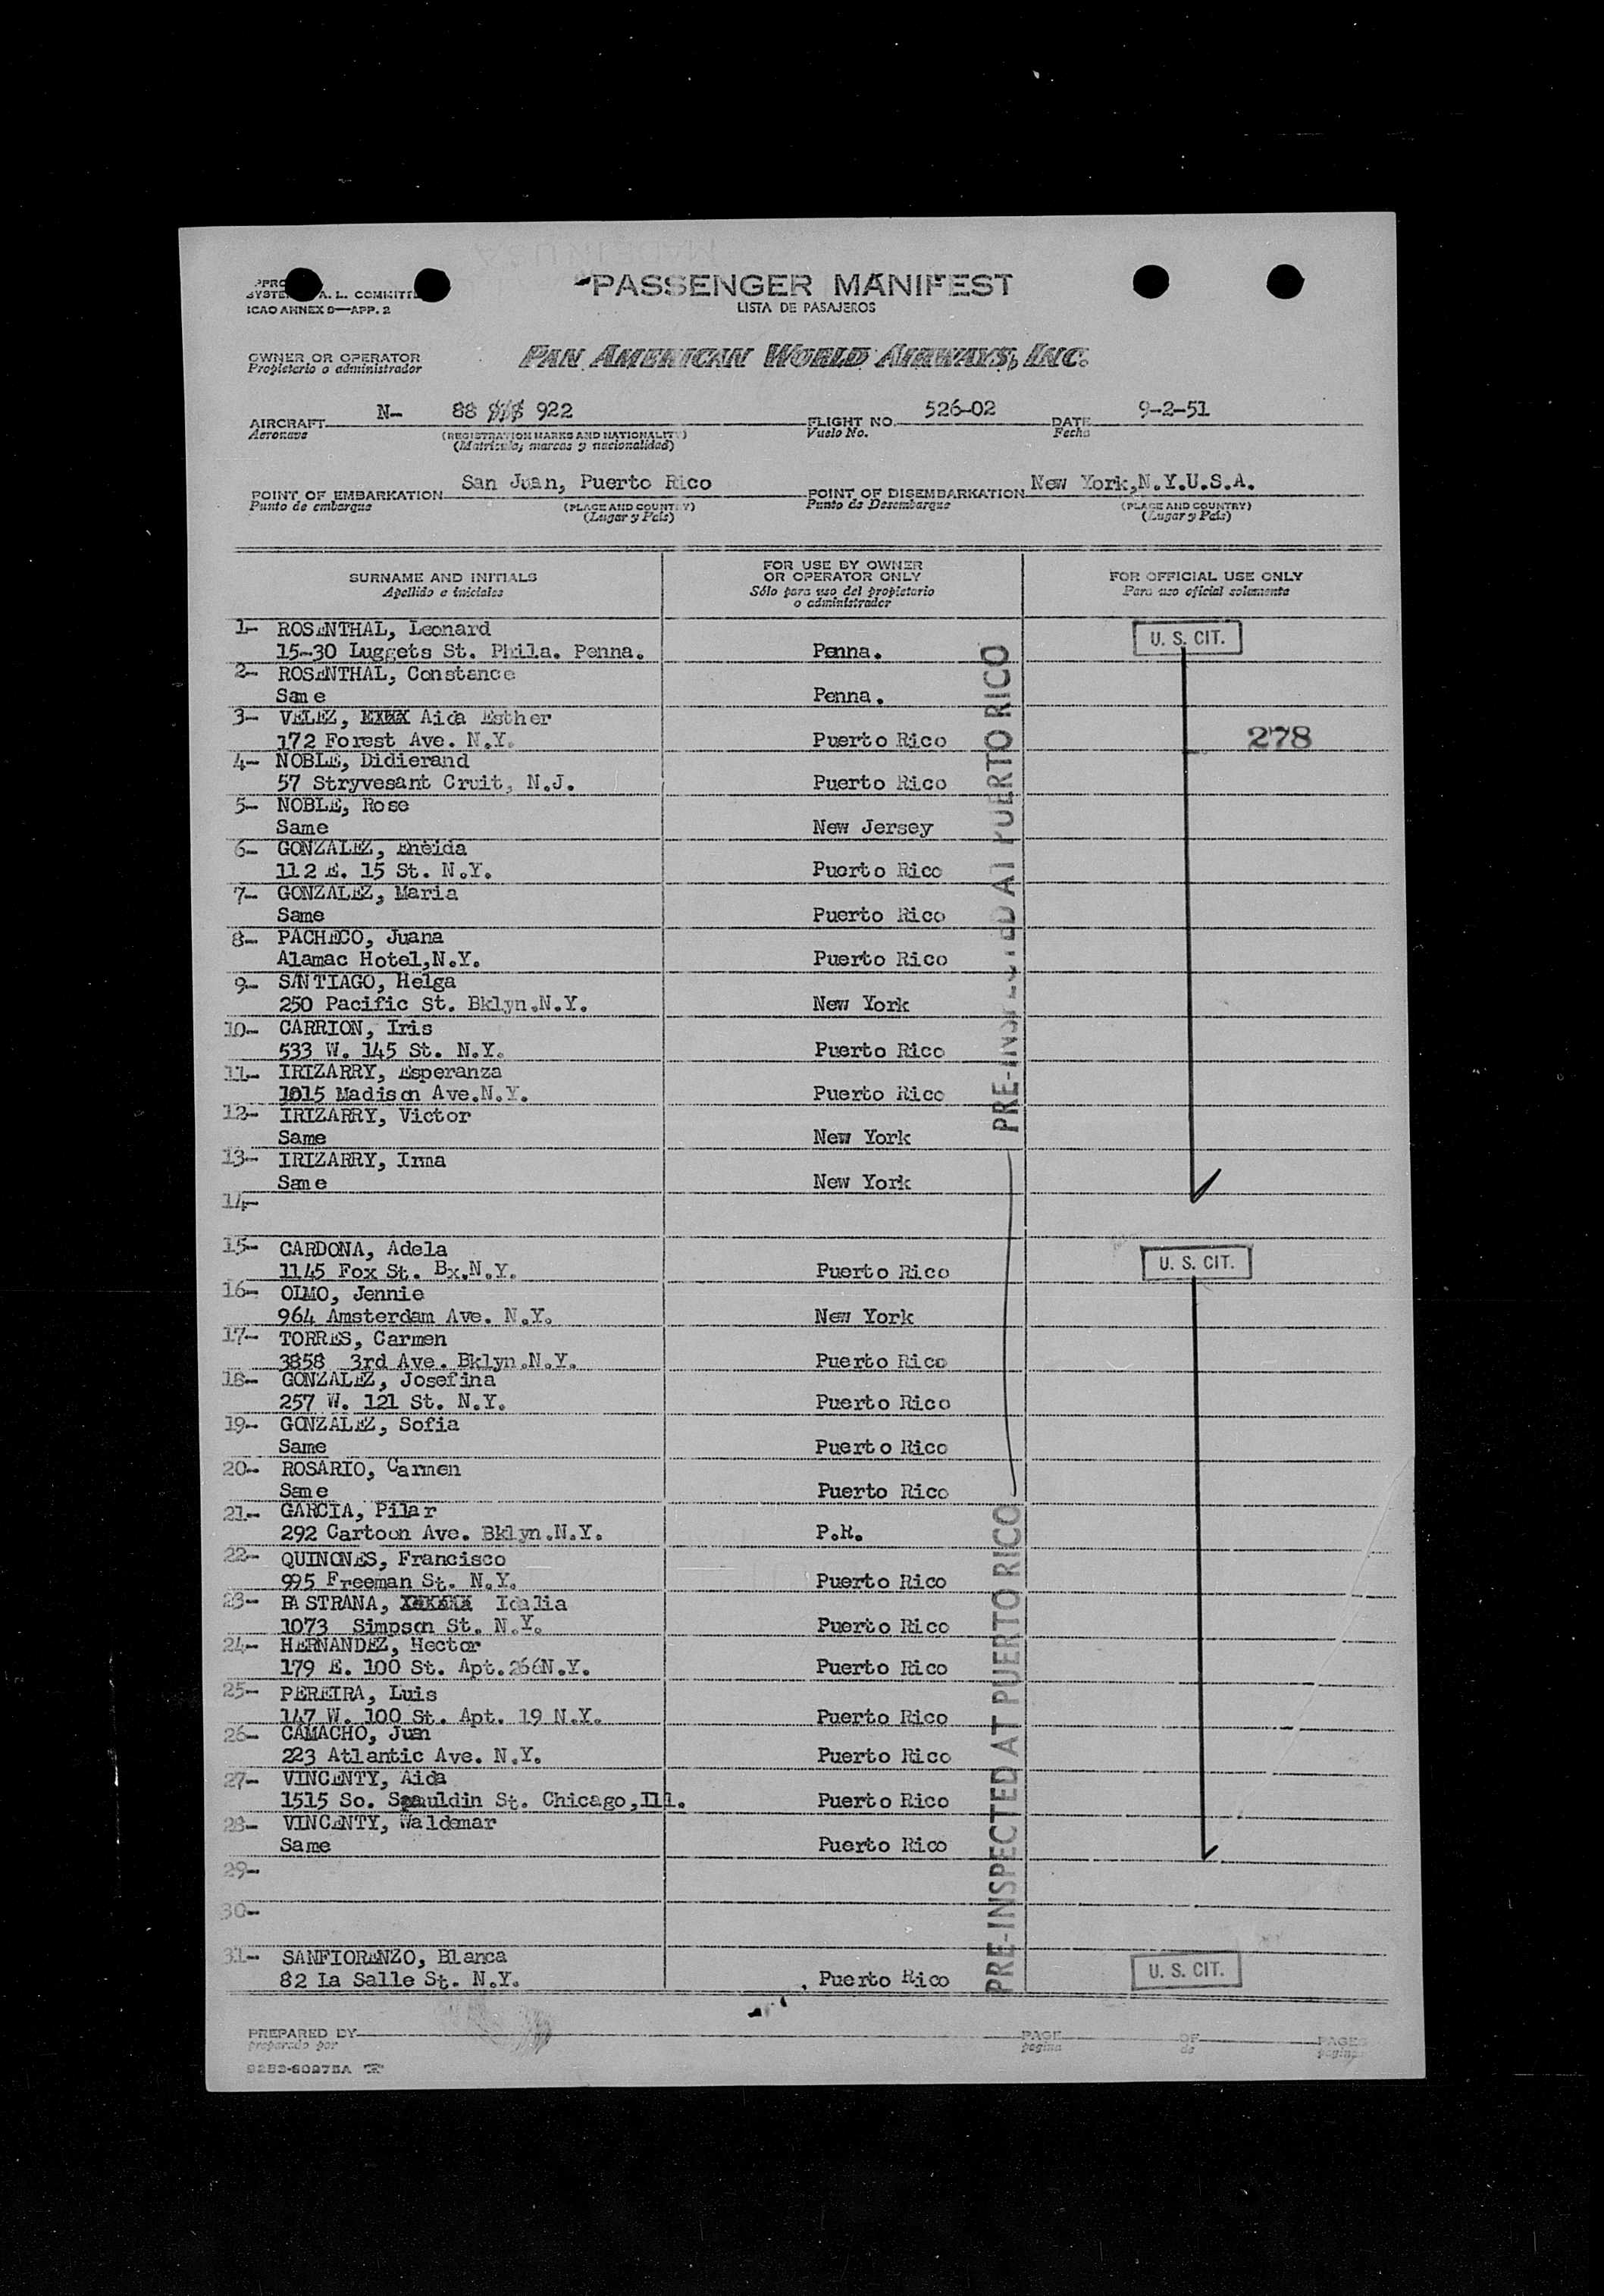 PASSENGER MANIFEST
LISTA DE PASAJEROS
A. L. COMMITTE
ICAO ANNEX 9—APP. 2
OWNER OR OPERATOR
Propietario o administrador
PAN AMERICAN WORLD AIRWAYS, INC.
AIRCRAFT N- 88 922 FLIGHT NO. 526-02 DATE 9-2-51
Aeronave (REGISTRATION MARKS AND NATIONALITY) Vuelo No. Fecha
(Matrícula, marcas y nacionalidad)
POINT OF EMBARKATION San Juan, Puerto Rico POINT OF DISEMBARKATION New York,N.Y.U.S.A.
Punto de embarque (PLACE AND COUNTRY) Punto de Desembarque (PLACE AND COUNTRY)
(Lugar y País) (Lugar y País)
SURNAME AND INITIALS
Apellido e iniciales
FOR USE BY OWNER
OR OPERATOR ONLY
Sólo para uso del propietario
o administrador
FOR OFFICIAL USE ONLY
Para uso oficial solamente
1- ROSENTHAL, Leonard U. S. CIT.
15-30 Luggets St. Phila. Penna. Penna.
2- ROSENTHAL, Constance
Same Penna.
3- VELEZ, Aida Esther
172 Forest Ave. N.Y. Puerto Rico 278
4- NOBLE, Didierand
57 Stryvesant Cruit, N.J. Puerto Rico
5- NOBLE, Rose
Same New Jersey
6- GONZALEZ, Eneida
112 E. 15 St. N.Y. Puerto Rico
7- GONZALEZ, Maria
Same Puerto Rico
8- PACHECO, Juana
Alamac Hotel,N.Y. Puerto Rico
9- SANTIAGO, Helga
250 Pacific St. Bklyn.N.Y. New York
10- CARRION, Iris
533 W. 145 St. N.Y. Puerto Rico
11- IRIZARRY, Esperanza
1015 Madison Ave.N.Y. Puerto Rico
12- IRIZARRY, Victor
Same New York
13- IRIZARRY, Irma
Same New York
14-
15- CARDONA, Adela U. S. CIT.
1145 Fox St. Bx.N.Y. Puerto Rico
16- OLMO, Jennie
964 Amsterdam Ave. N.Y. New York
17- TORRES, Carmen
3858 3rd Ave. Bklyn.N.Y. Puerto Rico
18- GONZALEZ, Josefina
257 W. 121 St. N.Y. Puerto Rico
19- GONZALEZ, Sofia
Same Puerto Rico
20- ROSARIO, Carmen
Same Puerto Rico
21- GARCIA, Pilar
292 Cartoon Ave. Bklyn.N.Y. P.R.
22- QUINONES, Francisco
995 Freeman St. N.Y. Puerto Rico
23- PASTRANA, Idalia
1073 Simpson St. N.Y. Puerto Rico
24- HERNANDEZ, Hector
179 E. 100 St. Apt.266N.Y. Puerto Rico
25- PEREIRA, Luis
147 W. 100 St. Apt. 19 N.Y. Puerto Rico
26- CAMACHO, Juan
223 Atlantic Ave. N.Y. Puerto Rico
27- VINCENTY, Aida
1515 So. Spauldin St. Chicago,Ill. Puerto Rico
28- VINCENTY, Waldemar
Same Puerto Rico
29-
30-
31- SANFIORENZO, Blanca
82 La Salle St. N.Y. Puerto Rico U. S. CIT.
PRE-INSPECTED AT PUERTO RICO
PRE-INSPECTED AT PUERTO RICO
PREPARED BY PAGE OF PAGES
preparado por página de páginas